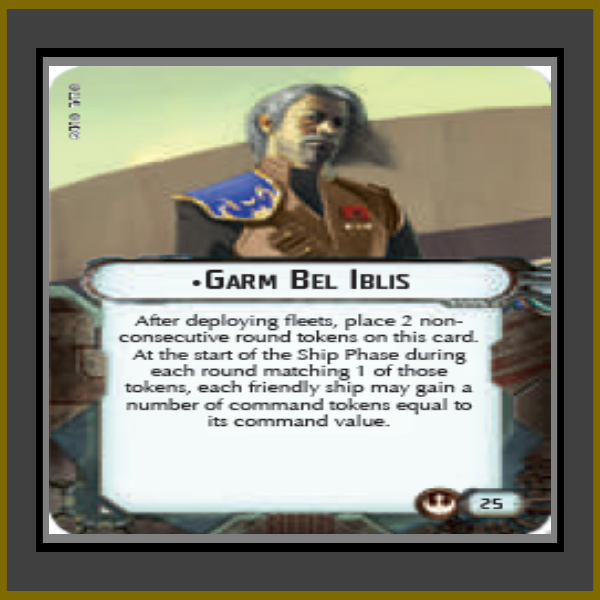 •Garm Bel Iblis
After deploying fleets, place 2 non-
consecutive round tokens on this card.
At the start of the Ship Phase during
each round matching 1 of those
tokens, each friendly ship may gain a
number of command tokens equal to
its command value.
25